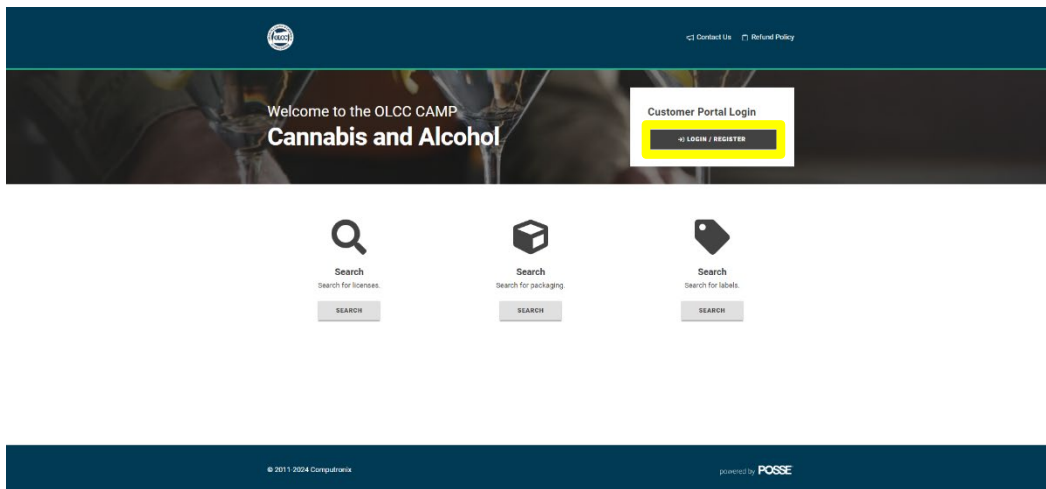 OLCC
Contact Us
Refund Policy
Welcome to the OLCC CAMP
Cannabis and Alcohol
Customer Portal Login
LOGIN / REGISTER
Search
Search for licenses.
SEARCH
Search
Search for packaging.
SEARCH
Search
Search for labels.
SEARCH
© 2011-2024 Computronix
powered by POSSE